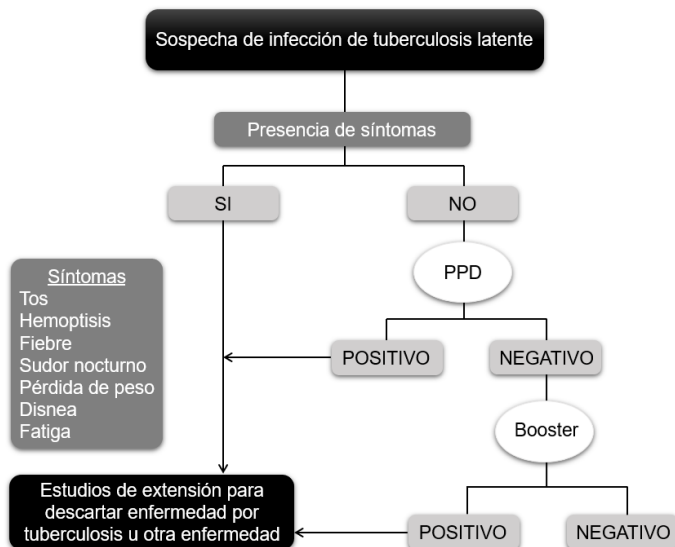 Sospecha de infección de tuberculosis latente
Presencia de síntomas
SI
NO
PPD
Síntomas
Tos
Hemoptisis
Fiebre
Sudor nocturno
Pérdida de peso
Disnea
Fatiga
POSITIVO
NEGATIVO
Booster
Estudios de extensión para
descartar enfermedad por
tuberculosis u otra enfermedad
POSITIVO
NEGATIVO